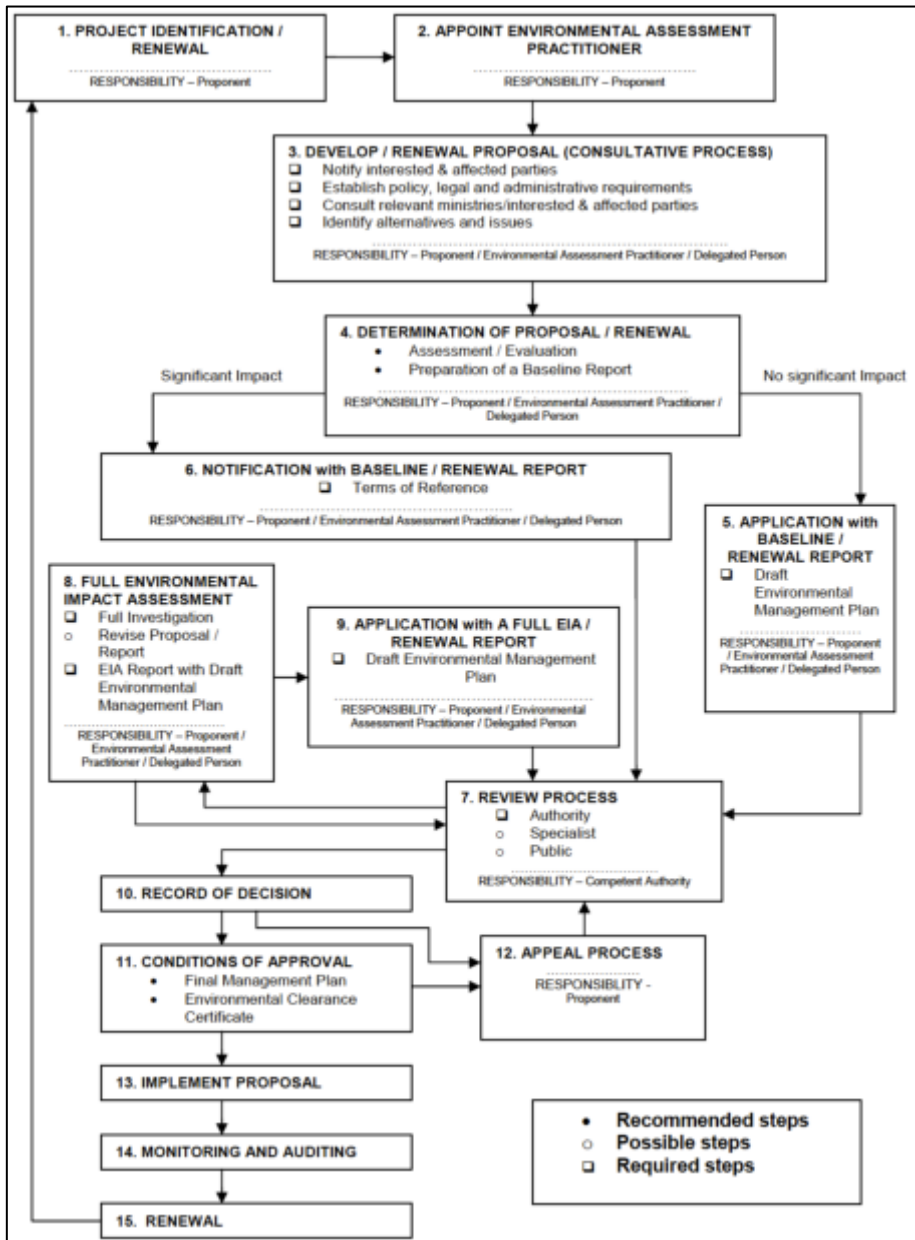 1. PROJECT IDENTIFICATION /
RENEWAL
RESPONSIBILITY – Proponent
2. APPOINT ENVIRONMENTAL ASSESSMENT
PRACTITIONER
RESPONSIBILITY – Proponent
3. DEVELOP / RENEWAL PROPOSAL (CONSULTATIVE PROCESS)
❑ Notify interested & affected parties
❑ Establish policy, legal and administrative requirements
❑ Consult relevant ministries/interested & affected parties
❑ Identify alternatives and issues
RESPONSIBILITY – Proponent / Environmental Assessment Practitioner / Delegated Person
4. DETERMINATION OF PROPOSAL / RENEWAL
• Assessment / Evaluation
• Preparation of a Baseline Report
RESPONSIBILITY – Proponent / Environmental Assessment Practitioner /
Delegated Person
Significant Impact
No significant Impact
6. NOTIFICATION with BASELINE / RENEWAL REPORT
❑ Terms of Reference
RESPONSIBILITY – Proponent / Environmental Assessment Practitioner / Delegated Person
5. APPLICATION with
BASELINE /
RENEWAL REPORT
❑ Draft
Environmental
Management Plan
RESPONSIBILITY – Proponent
/ Environmental Assessment
Practitioner / Delegated Person
8. FULL ENVIRONMENTAL
IMPACT ASSESSMENT
❑ Full Investigation
○ Revise Proposal /
Report
❑ EIA Report with Draft
Environmental
Management Plan
RESPONSIBILITY – Proponent /
Environmental Assessment
Practitioner / Delegated Person
9. APPLICATION with A FULL EIA /
RENEWAL REPORT
❑ Draft Environmental Management
Plan
RESPONSIBILITY – Proponent / Environmental
Assessment Practitioner / Delegated Person
7. REVIEW PROCESS
❑ Authority
○ Specialist
○ Public
RESPONSIBILITY – Competent Authority
10. RECORD OF DECISION
11. CONDITIONS OF APPROVAL
• Final Management Plan
• Environmental Clearance
Certificate
12. APPEAL PROCESS
RESPONSIBLITY -
Proponent
13. IMPLEMENT PROPOSAL
14. MONITORING AND AUDITING
15. RENEWAL
• Recommended steps
○ Possible steps
❑ Required steps